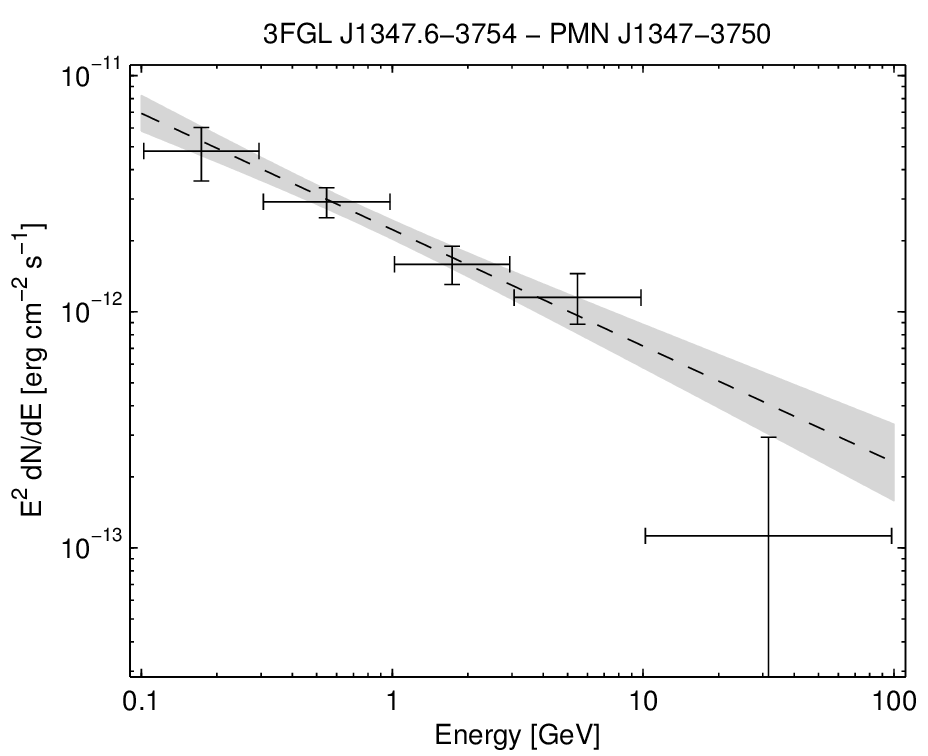 3FGL J1347.6−3754 − PMN J1347−3750
10⁻¹¹
10⁻¹²
10⁻¹³
E² dN/dE [erg cm⁻² s⁻¹]
0.1 1 10 100
Energy [GeV]